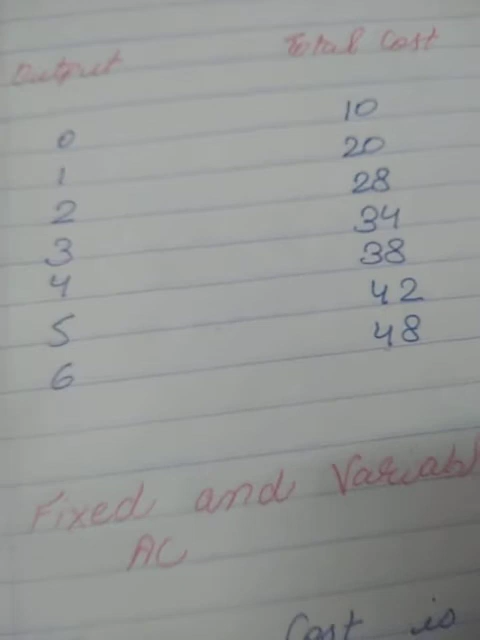 Output Total Cost
0 10
1 20
2 28
3 34
4 38
5 42
6 48
Fixed and Variabl
AC
Cost is